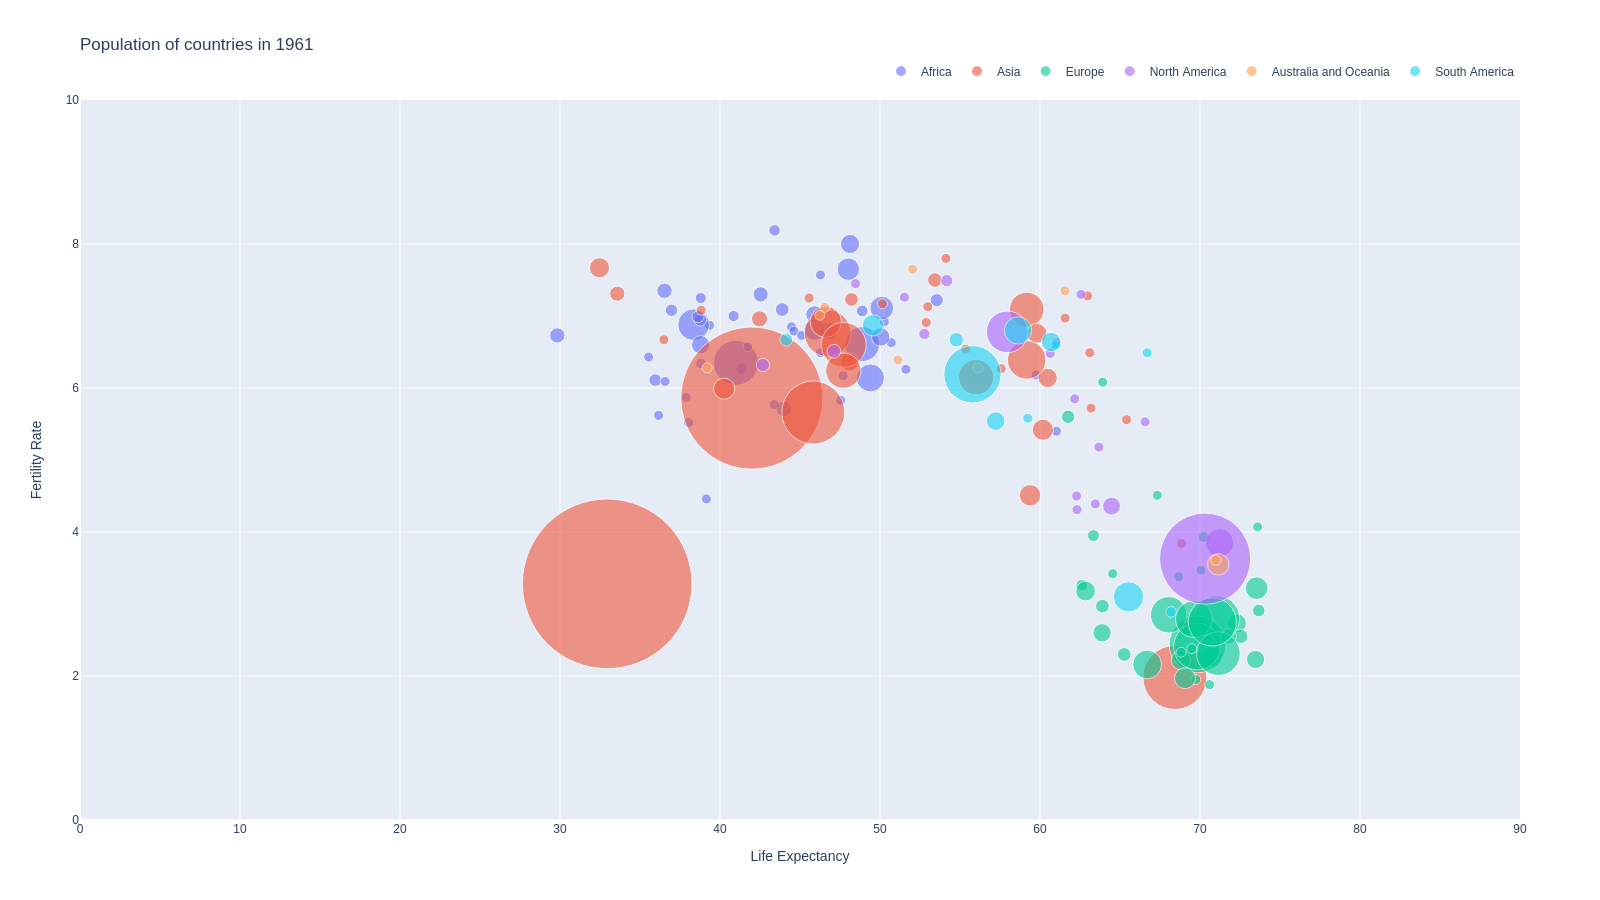 Population of countries in 1961
Africa Asia Europe North America Australia and Oceania South America
10
8
6
4
2
0
Fertility Rate
0 10 20 30 40 50 60 70 80 90
Life Expectancy